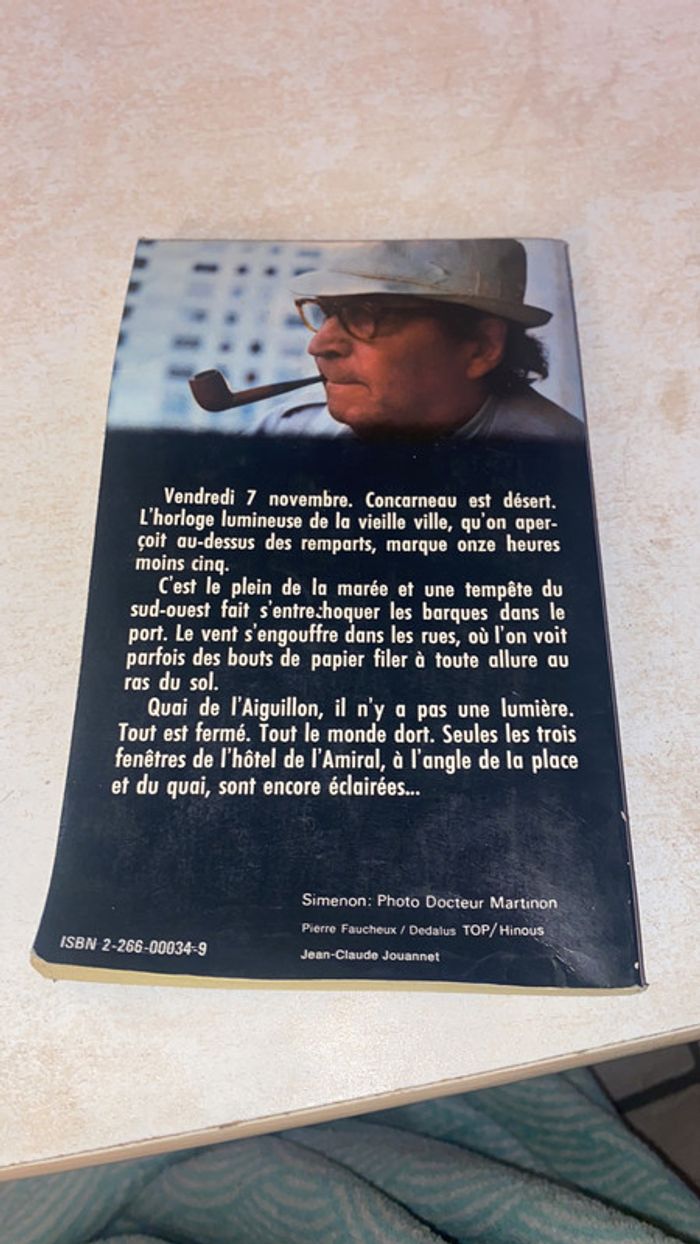 Vendredi 7 novembre. Concarneau est désert.
L'horloge lumineuse de la vieille ville, qu'on aper-
çoit au-dessus des remparts, marque onze heures
moins cinq.
C'est le plein de la marée et une tempête du
sud-ouest fait s'entrechoquer les barques dans le
port. Le vent s'engouffre dans les rues, où l'on voit
parfois des bouts de papier filer à toute allure au
ras du sol.
Quai de l'Aiguillon, il n'y a pas une lumière.
Tout est fermé. Tout le monde dort. Seules les trois
fenêtres de l'hôtel de l'Amiral, à l'angle de la place
et du quai, sont encore éclairées...
Simenon: Photo Docteur Martinon
Pierre Faucheux / Dedalus TOP/Hinous
Jean-Claude Jouannet
ISBN 2-266-00034-9